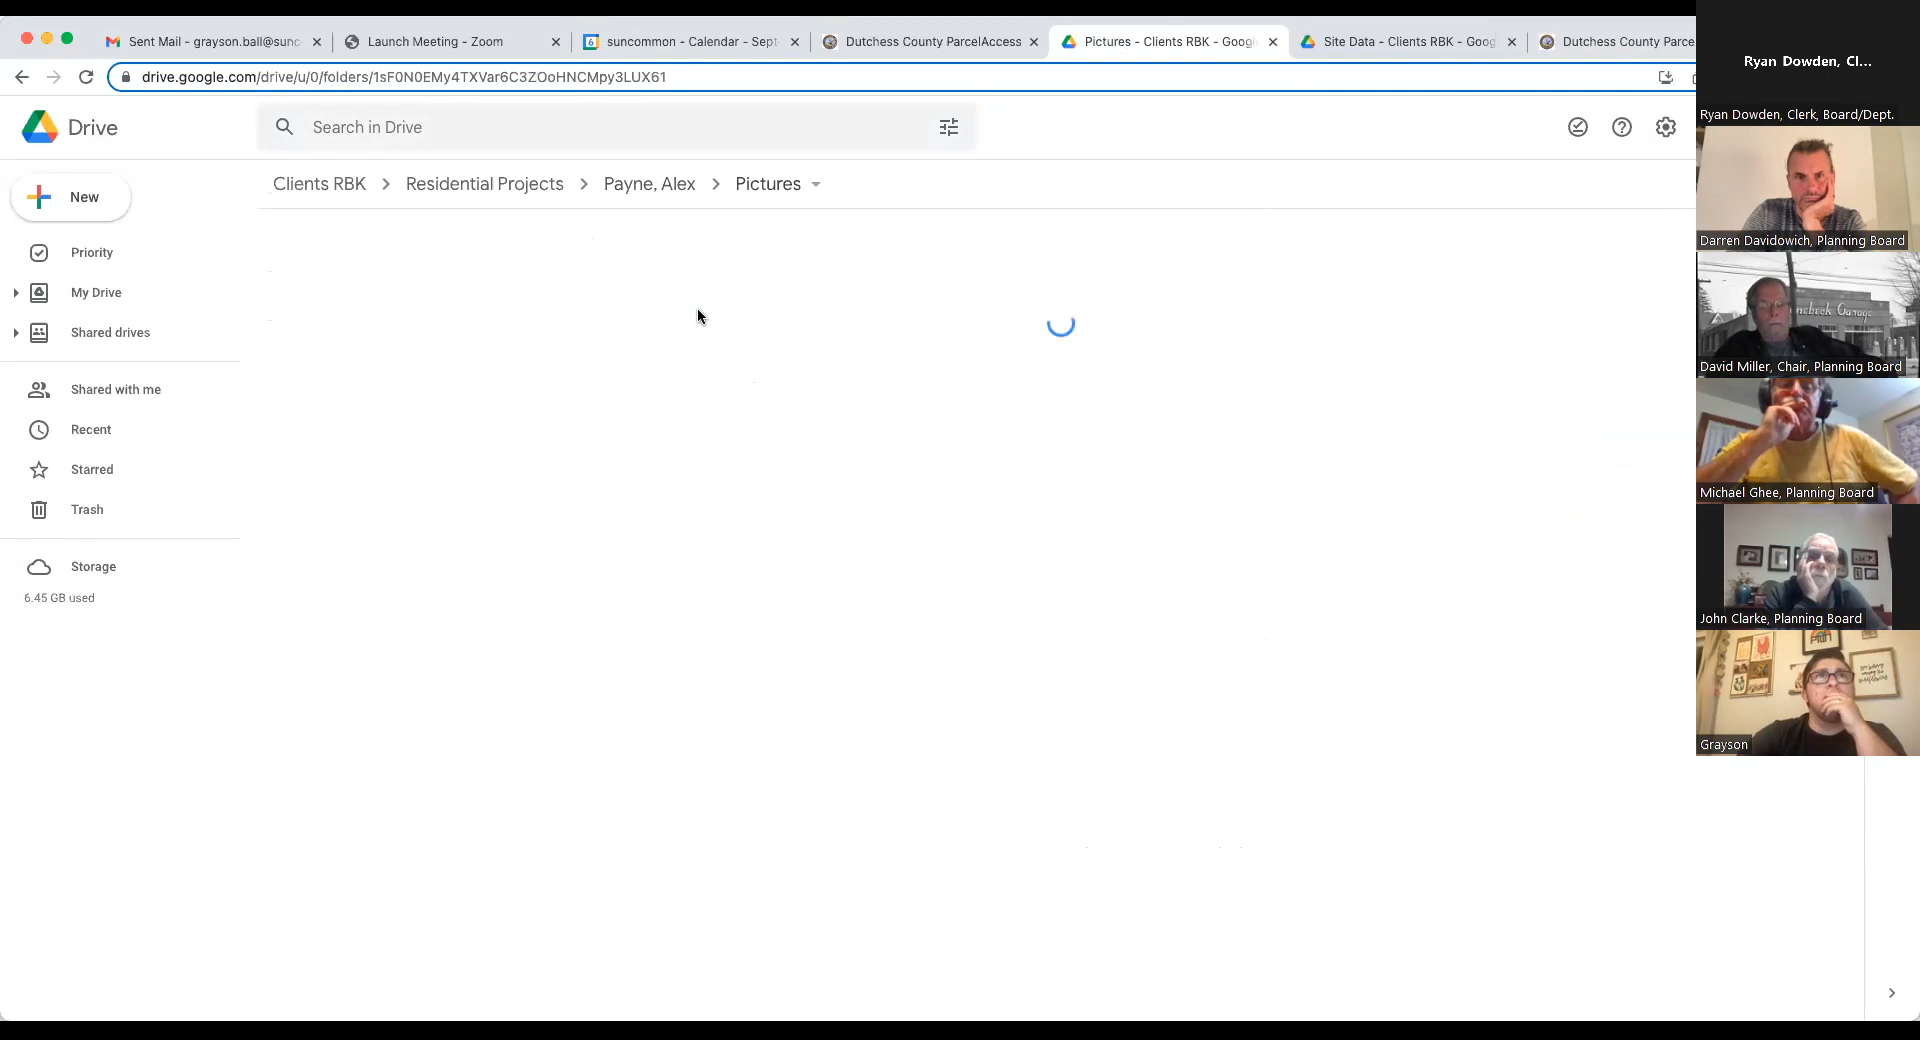 Sent Mail - grayson.ball@sunc
Launch Meeting - Zoom
6
suncommon - Calendar - Sept
Dutchess County ParcelAccess
Pictures - Clients RBK - Googl
Site Data - Clients RBK - Goog
Dutchess County Parce
drive.google.com/drive/u/0/folders/1sF0N0EMy4TXVar6C3ZOoHNCMpy3LUX61
Drive
Search in Drive
Clients RBK
Residential Projects
Payne, Alex
Pictures
New
Priority
My Drive
Shared drives
Shared with me
Recent
Starred
Trash
Storage
6.45 GB used
Ryan Dowden, Cl...
Ryan Dowden, Clerk, Board/Dept.
Darren Davidowich, Planning Board
Garage
David Miller, Chair, Planning Board
Michael Ghee, Planning Board
John Clarke, Planning Board
Grayson